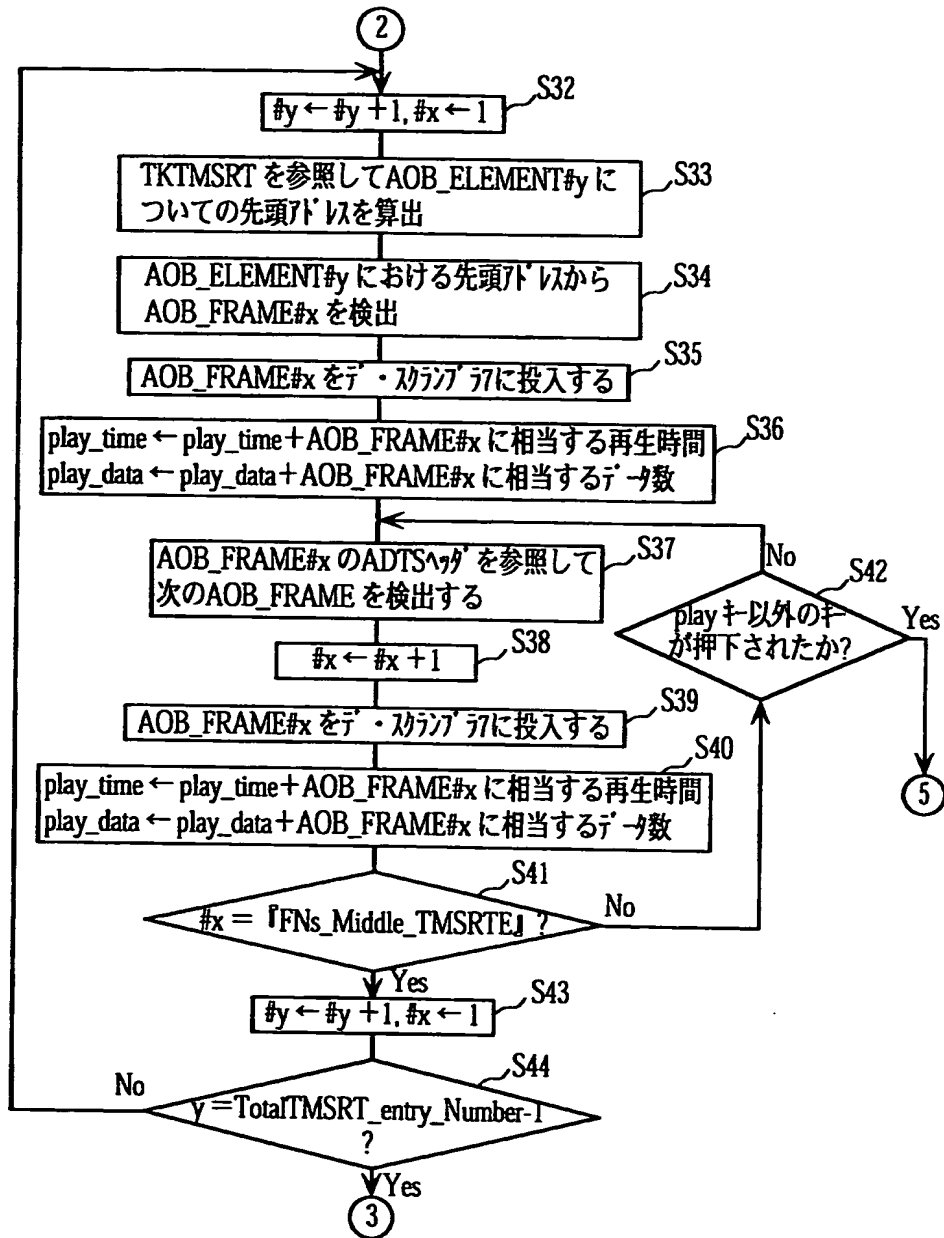 2
S32
#y ← #y + 1, #x ← 1
S33
TKTMSRT を参照してAOB_ELEMENT#y に
ついての先頭ｱﾄﾞﾚｽを算出
S34
AOB_ELEMENT#y における先頭ｱﾄﾞﾚｽから
AOB_FRAME#x を検出
S35
AOB_FRAME#x をﾃﾞ・ｽｸﾗﾝﾌﾞﾗ7に投入する
S36
play_time ← play_time+AOB_FRAME#x に相当する再生時間
play_data ← play_data+AOB_FRAME#x に相当するﾃﾞｰﾀ数
S37
AOB_FRAME#x のADTSﾍｯﾀﾞを参照して
次のAOB_FRAME を検出する
No
S42
play ｷｰ以外のｷｰ
が押下されたか?
Yes
S38
#x ← #x + 1
S39
AOB_FRAME#x をﾃﾞ・ｽｸﾗﾝﾌﾞﾗ7に投入する
S40
play_time ← play_time+AOB_FRAME#x に相当する再生時間
play_data ← play_data+AOB_FRAME#x に相当するﾃﾞｰﾀ数
5
S41
#x = 『FNs_Middle_TMSRTE』 ?
No
Yes
S43
#y ← #y + 1, #x ← 1
S44
No
y =TotalTMSRT_entry_Number-1
?
Yes
3